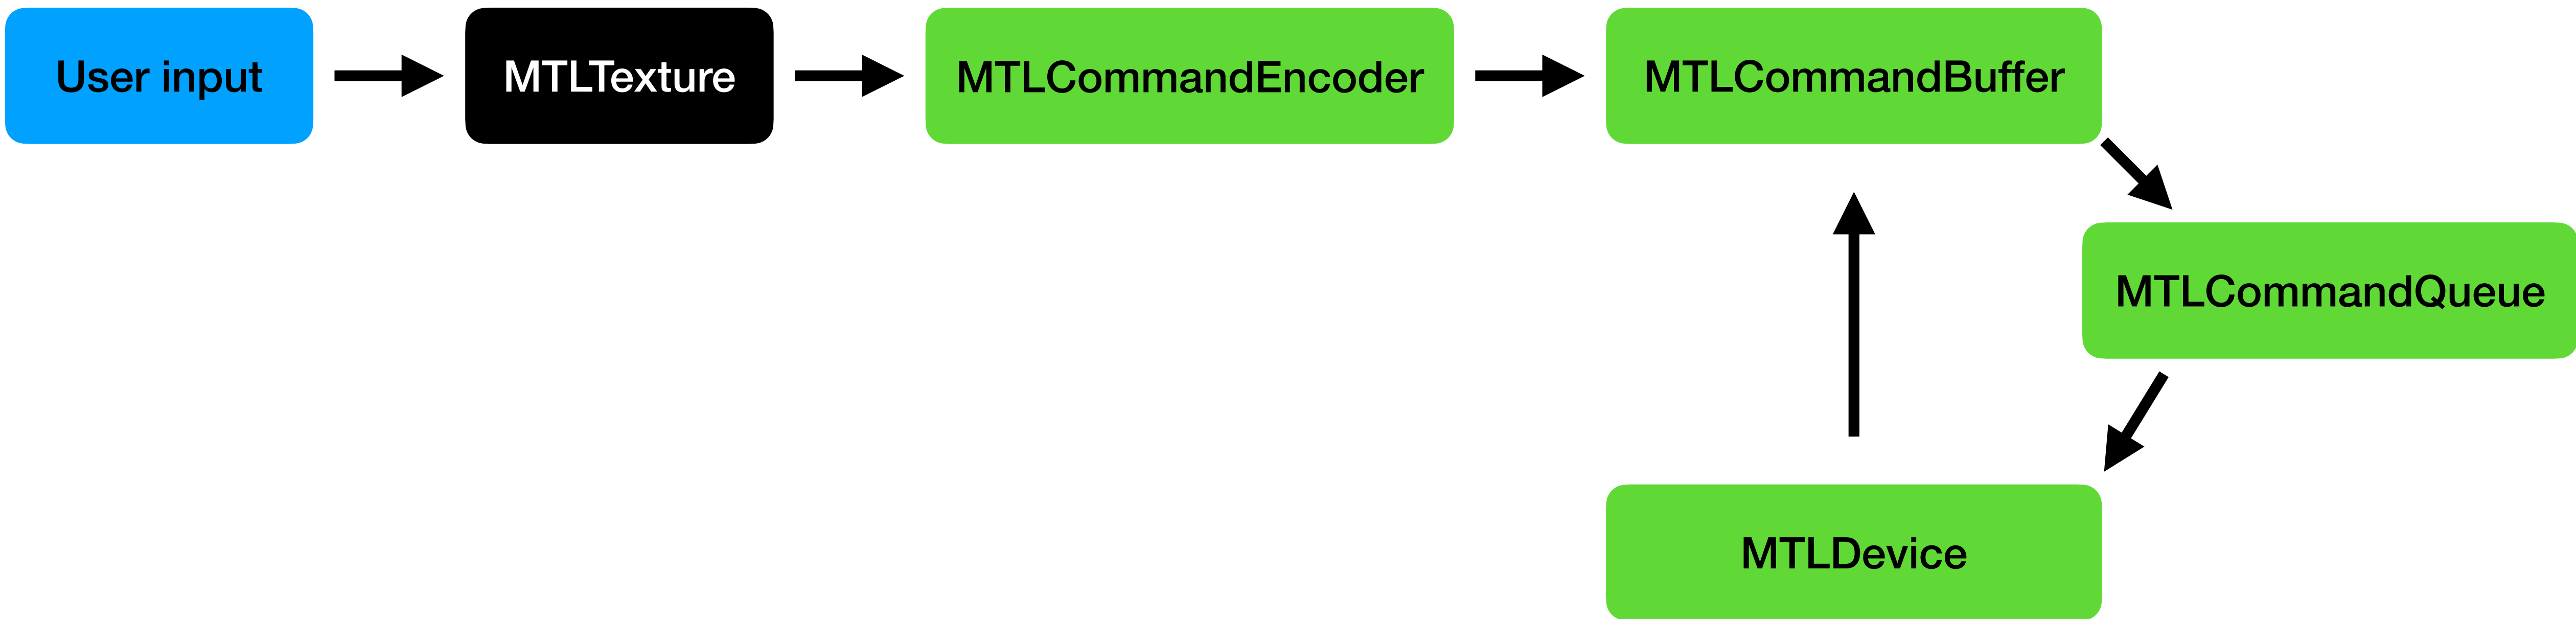 User input
MTLTexture
MTLCommandEncoder
MTLCommandBuffer
MTLCommandQueue
MTLDevice